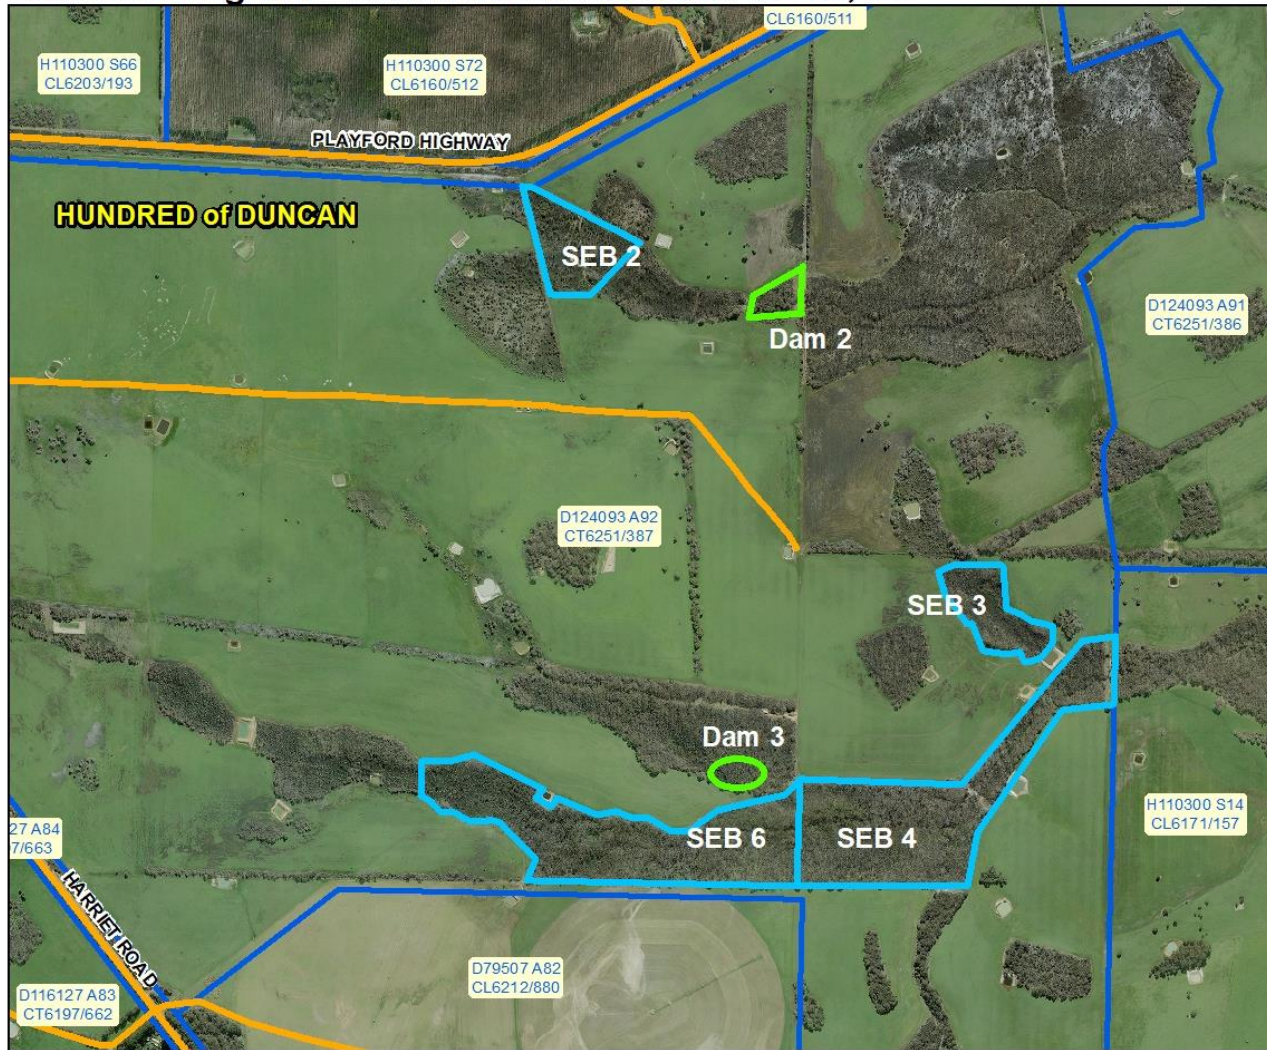 CL6160/511
H110300 S66
CL6203/193
H110300 S72
CL6160/512
PLAYFORD HIGHWAY
HUNDRED of DUNCAN
SEB 2
D124093 A91
CT6251/386
Dam 2
D124093 A92
CT6251/387
SEB 3
Dam 3
H110300 S14
CL6171/157
27 A84
7/663
SEB 6
SEB 4
HARRIET ROAD
D79507 A82
CL6212/880
D116127 A83
CT6197/662